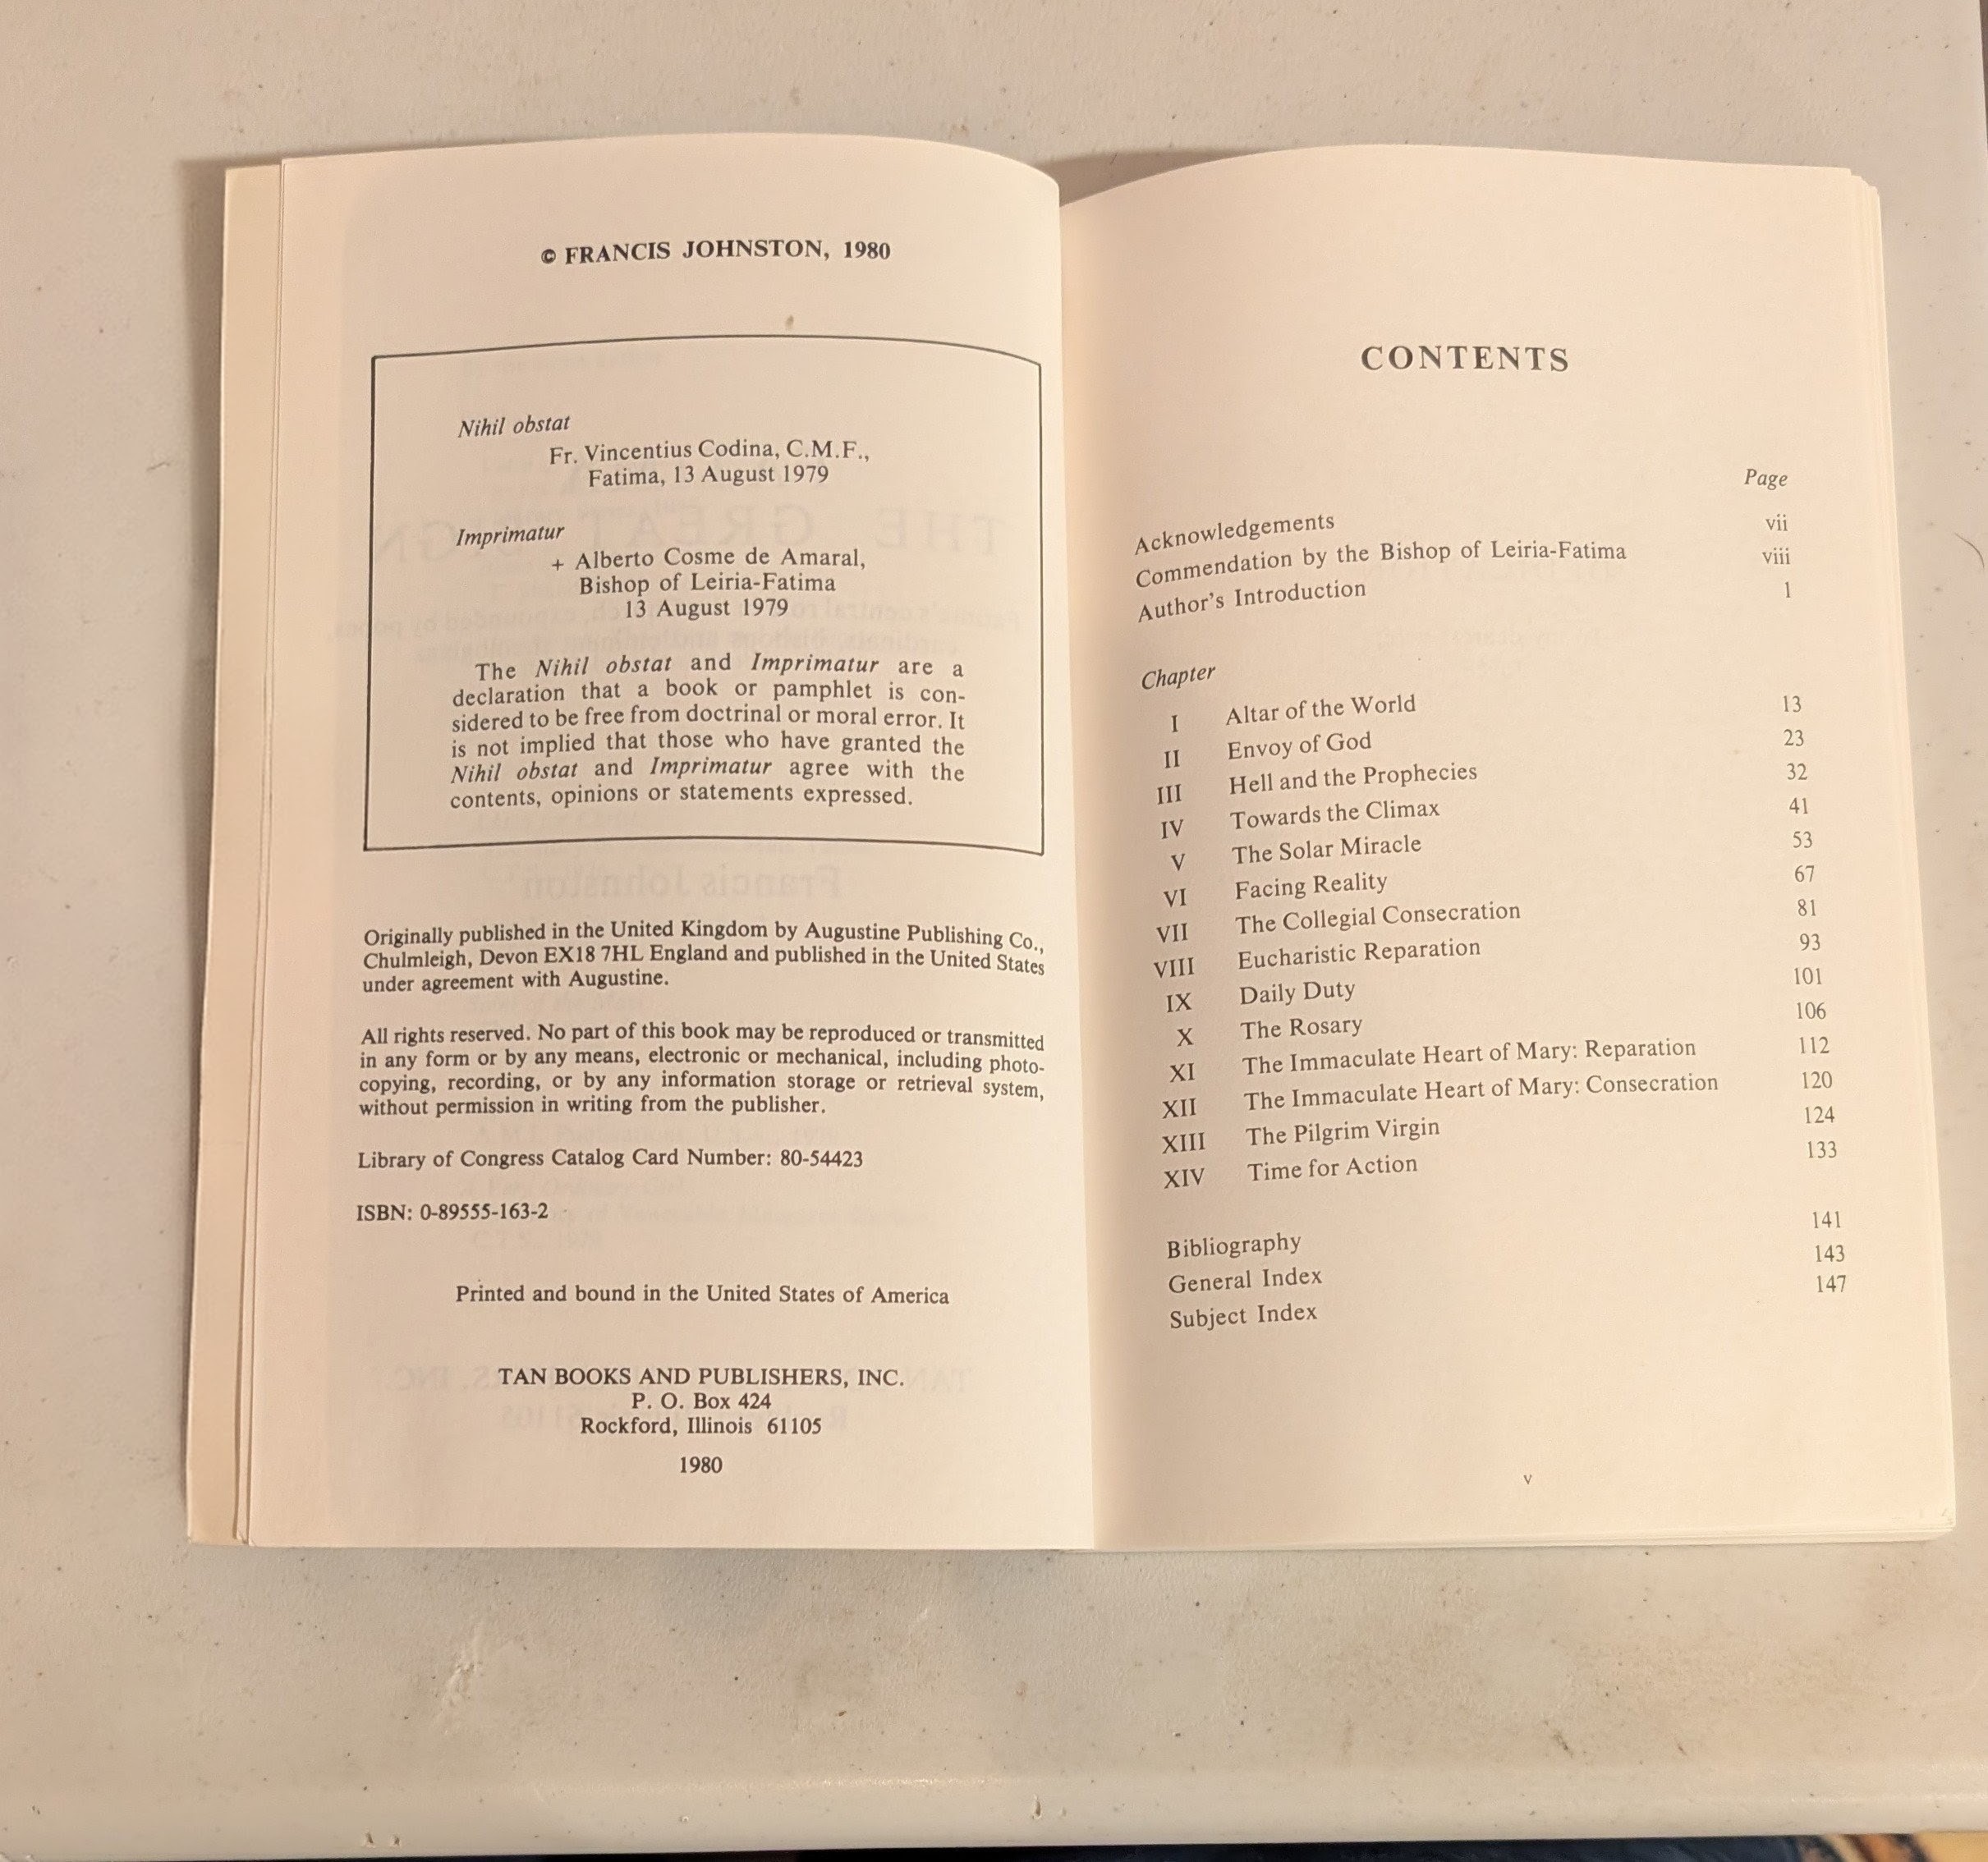 © FRANCIS JOHNSTON, 1980
Nihil obstat
Fr. Vincentius Codina, C.M.F.,
Fatima, 13 August 1979
Imprimatur
+ Alberto Cosme de Amaral,
Bishop of Leiria-Fatima
13 August 1979
The Nihil obstat and Imprimatur are a
declaration that a book or pamphlet is con-
sidered to be free from doctrinal or moral error. It
is not implied that those who have granted the
Nihil obstat and Imprimatur agree with the
contents, opinions or statements expressed.
Originally published in the United Kingdom by Augustine Publishing Co.,
Chulmleigh, Devon EX18 7HL England and published in the United States
under agreement with Augustine.
All rights reserved. No part of this book may be reproduced or transmitted
in any form or by any means, electronic or mechanical, including photo-
copying, recording, or by any information storage or retrieval system,
without permission in writing from the publisher.
Library of Congress Catalog Card Number: 80-54423
ISBN: 0-89555-163-2
Printed and bound in the United States of America
TAN BOOKS AND PUBLISHERS, INC.
P. O. Box 424
Rockford, Illinois 61105
1980
CONTENTS
Page
Acknowledgements vii
Commendation by the Bishop of Leiria-Fatima viii
Author's Introduction 1
Chapter
I Altar of the World 13
II Envoy of God 23
III Hell and the Prophecies 32
IV Towards the Climax 41
V The Solar Miracle 53
VI Facing Reality 67
VII The Collegial Consecration 81
VIII Eucharistic Reparation 93
IX Daily Duty 101
X The Rosary 106
XI The Immaculate Heart of Mary: Reparation 112
XII The Immaculate Heart of Mary: Consecration 120
XIII The Pilgrim Virgin 124
XIV Time for Action 133
Bibliography 141
General Index 143
Subject Index 147
v